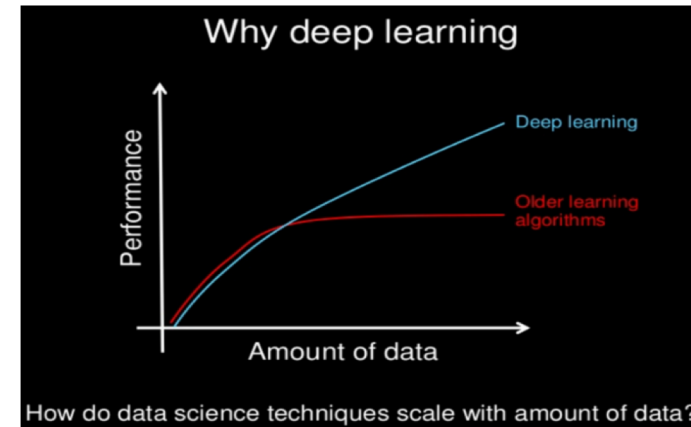 Why deep learning
Performance
Deep learning
Older learning
algorithms
Amount of data
How do data science techniques scale with amount of data?